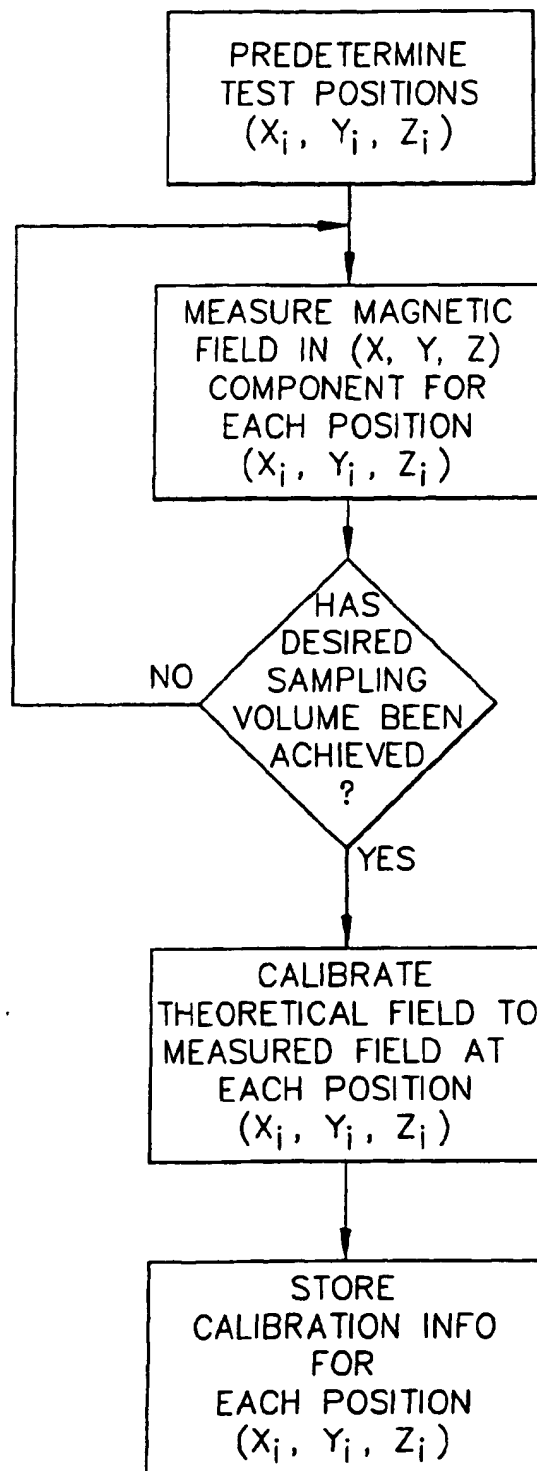 PREDETERMINE
TEST POSITIONS
(Xi, Yi, Zi)
MEASURE MAGNETIC
FIELD IN (X, Y, Z)
COMPONENT FOR
EACH POSITION
(Xi, Yi, Zi)
HAS
DESIRED
SAMPLING
VOLUME BEEN
ACHIEVED
?
NO
YES
CALIBRATE
THEORETICAL FIELD TO
MEASURED FIELD AT
EACH POSITION
(Xi, Yi, Zi)
STORE
CALIBRATION INFO
FOR
EACH POSITION
(Xi, Yi, Zi)